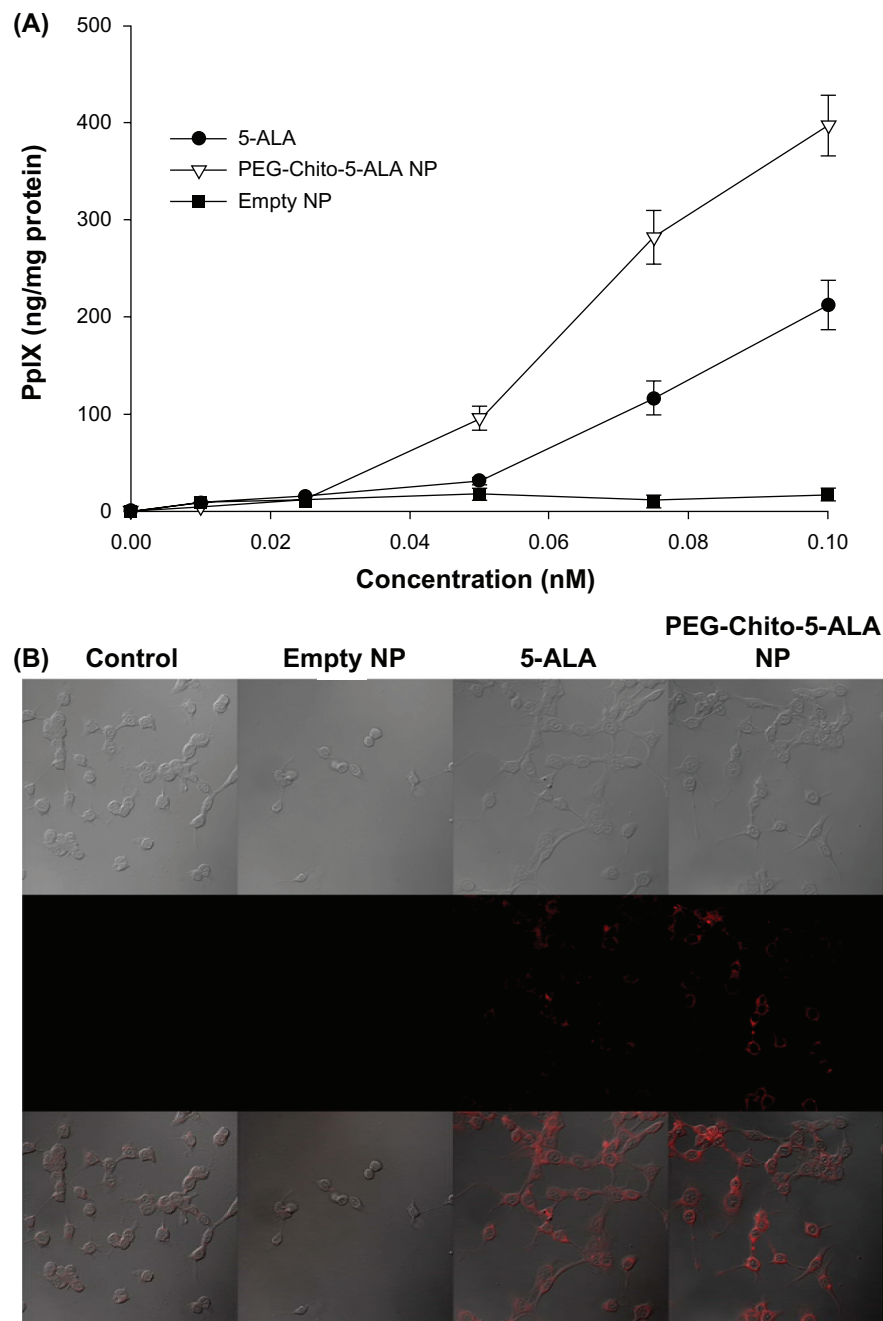 (A)
500
400
300
200
100
0
PpIX (ng/mg protein)
5-ALA
PEG-Chito-5-ALA NP
Empty NP
0.00 0.02 0.04 0.06 0.08 0.10
Concentration (nM)
(B)
Control
Empty NP
5-ALA
PEG-Chito-5-ALA
NP